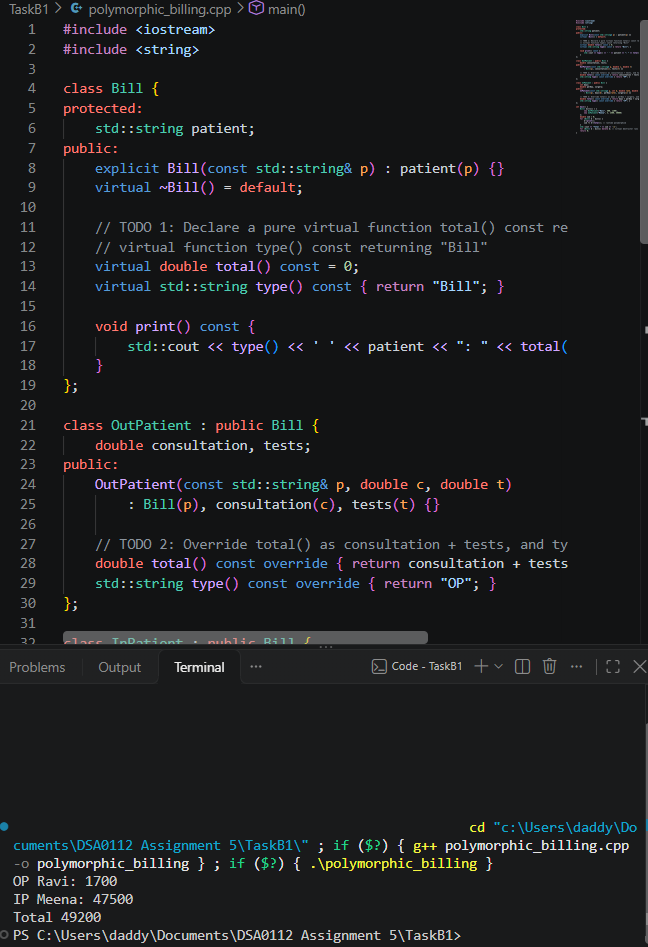 TaskB1 > polymorphic_billing.cpp > main()
1 #include <iostream>
2 #include <string>
3
4 class Bill {
5 protected:
6     std::string patient;
7 public:
8     explicit Bill(const std::string& p) : patient(p) {}
9     virtual ~Bill() = default;
10
11     // TODO 1: Declare a pure virtual function total() const re
12     // virtual function type() const returning "Bill"
13     virtual double total() const = 0;
14     virtual std::string type() const { return "Bill"; }
15
16     void print() const {
17         std::cout << type() << ' ' << patient << ": " << total(
18     }
19 };
20
21 class OutPatient : public Bill {
22     double consultation, tests;
23 public:
24     OutPatient(const std::string& p, double c, double t)
25         : Bill(p), consultation(c), tests(t) {}
26
27     // TODO 2: Override total() as consultation + tests, and ty
28     double total() const override { return consultation + tests
29     std::string type() const override { return "OP"; }
30 };
31
32 class InPatient : public Bill {
Problems Output Terminal ··· Code - TaskB1
cd "c:\Users\daddy\Do
cuments\DSA0112 Assignment 5\TaskB1\" ; if ($?) { g++ polymorphic_billing.cpp
-o polymorphic_billing } ; if ($?) { .\polymorphic_billing }
OP Ravi: 1700
IP Meena: 47500
Total 49200
PS C:\Users\daddy\Documents\DSA0112 Assignment 5\TaskB1>